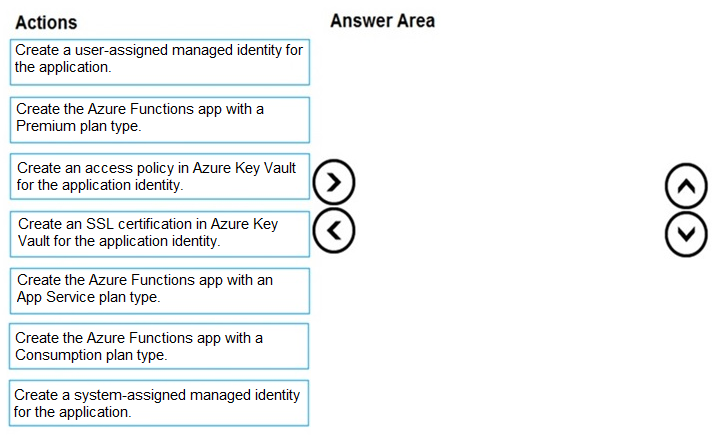 Actions
Answer Area
Create a user-assigned managed identity for
the application.
Create the Azure Functions app with a
Premium plan type.
Create an access policy in Azure Key Vault
for the application identity.
Create an SSL certification in Azure Key
Vault for the application identity.
Create the Azure Functions app with an
App Service plan type.
Create the Azure Functions app with a
Consumption plan type.
Create a system-assigned managed identity
for the application.